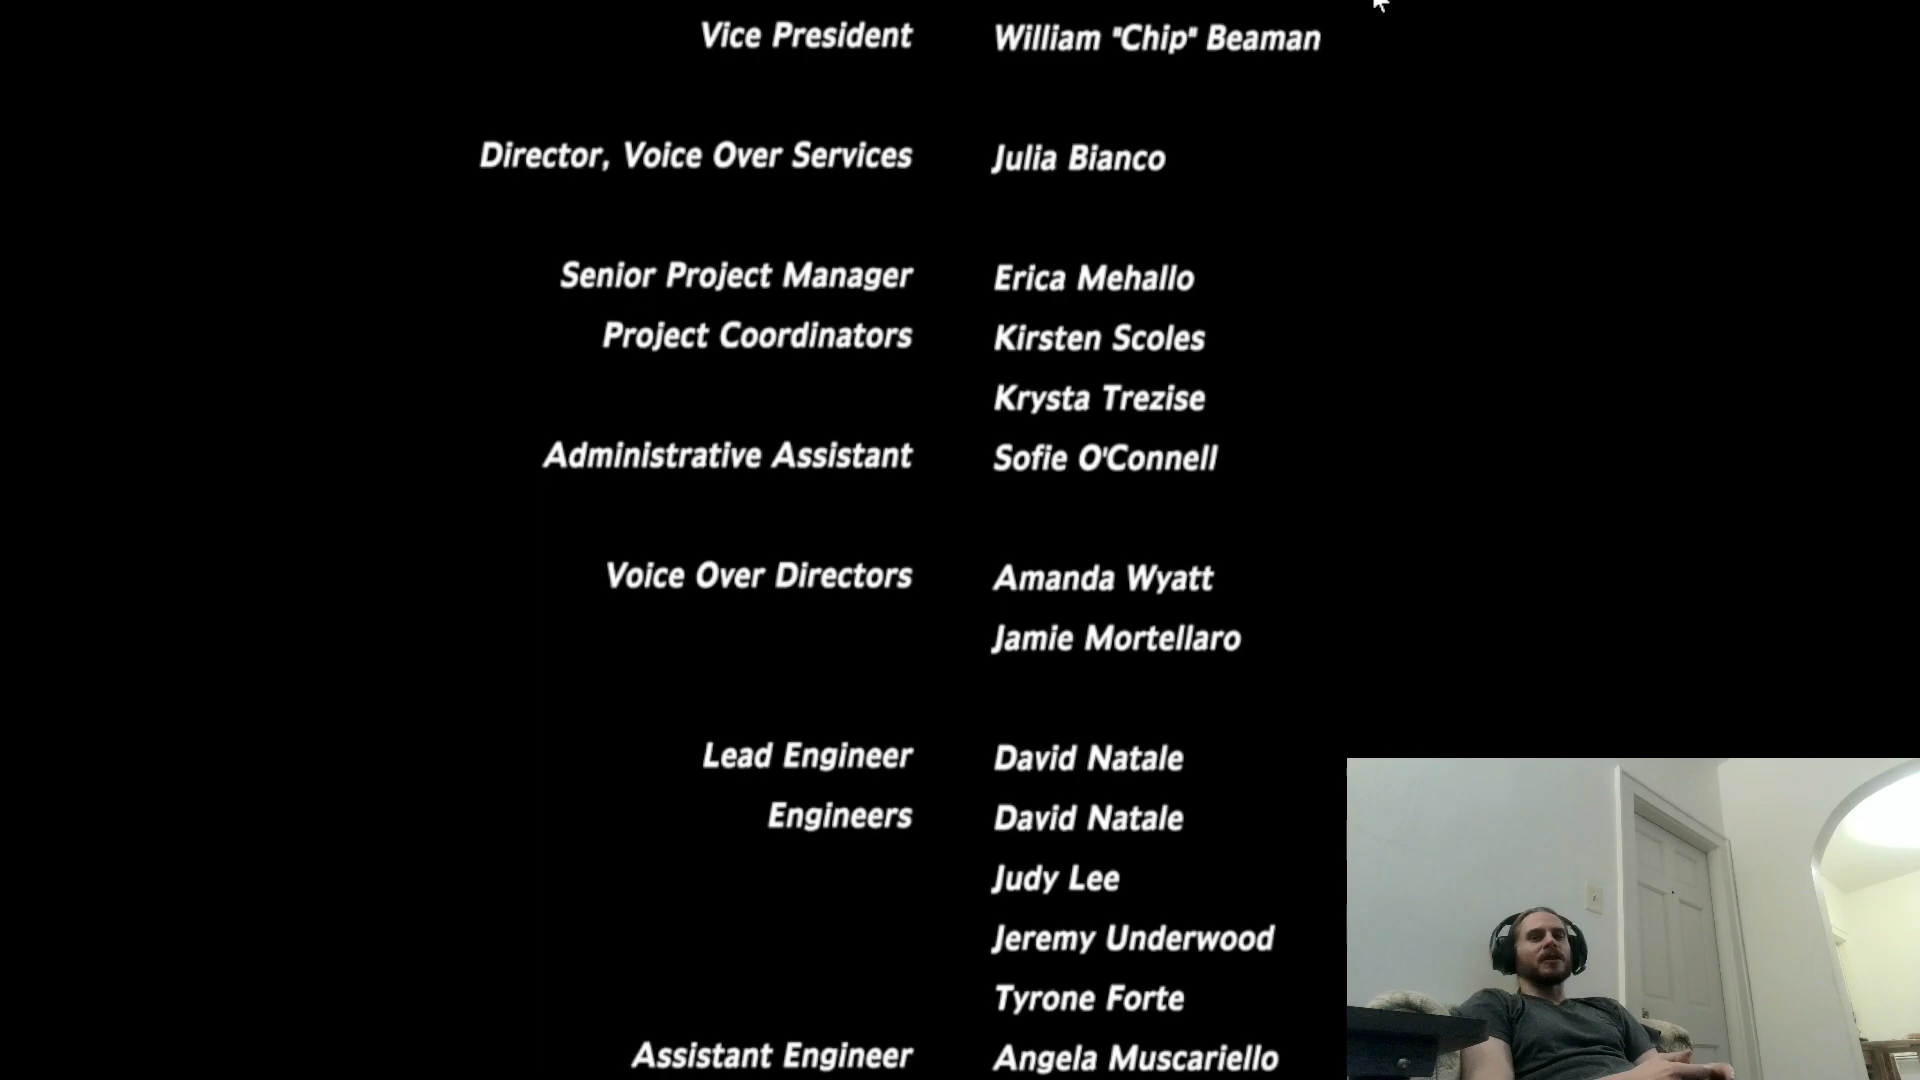 Vice President William "Chip" Beaman
Director, Voice Over Services Julia Bianco
Senior Project Manager Erica Mehallo
Project Coordinators Kirsten Scoles
Krysta Trezise
Administrative Assistant Sofie O'Connell
Voice Over Directors Amanda Wyatt
Jamie Mortellaro
Lead Engineer David Natale
Engineers David Natale
Judy Lee
Jeremy Underwood
Tyrone Forte
Assistant Engineer Angela Muscariello